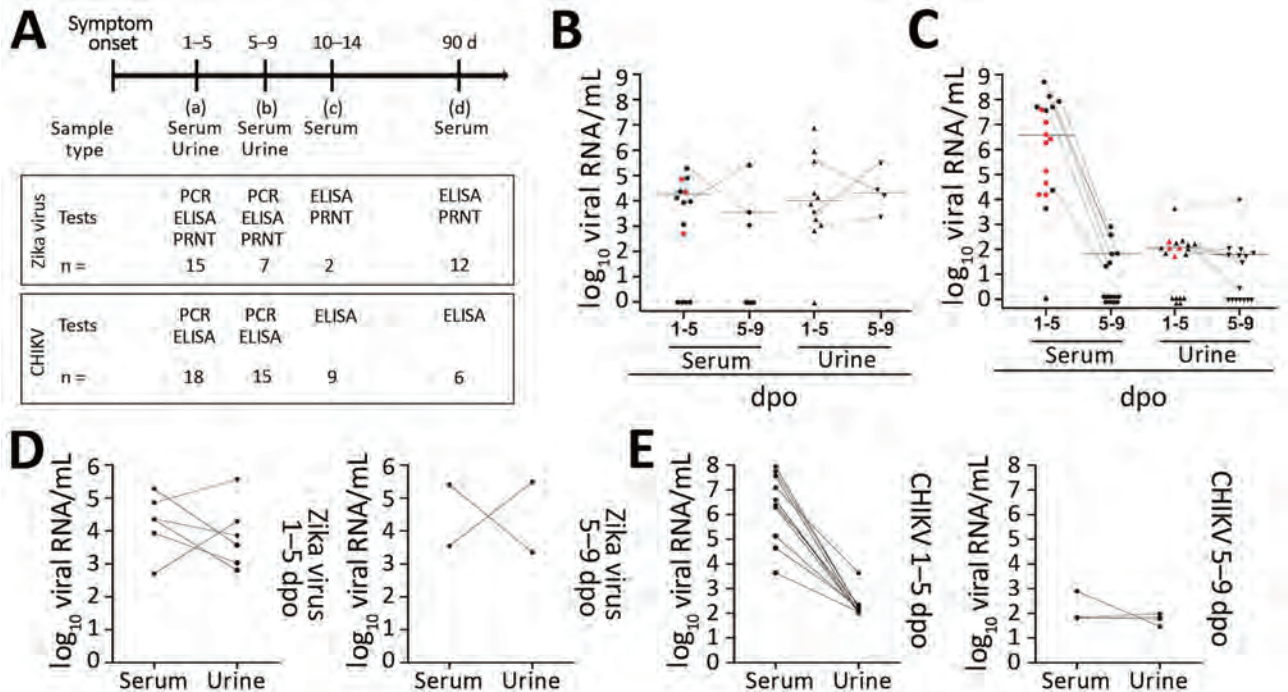 A
Symptom
onset
1–5
5–9
10–14
90 d
(a)
(b)
(c)
(d)
Sample
type
Serum
Urine
Serum
Urine
Serum
Serum
Zika virus
Tests
PCR
ELISA
PRNT
PCR
ELISA
PRNT
ELISA
PRNT
ELISA
PRNT
n =
15
7
2
12
CHIKV
Tests
PCR
ELISA
PCR
ELISA
ELISA
ELISA
n =
18
15
9
6
B
log10 viral RNA/mL
9
8
7
6
5
4
3
2
1
0
1–5
5–9
1–5
5–9
Serum
Urine
dpo
C
log10 viral RNA/mL
9
8
7
6
5
4
3
2
1
0
1–5
5–9
1–5
5–9
Serum
Urine
dpo
D
log10 viral RNA/mL
6
5
4
3
2
1
0
Serum
Urine
Zika virus
1–5 dpo
log10 viral RNA/mL
6
5
4
3
2
1
0
Serum
Urine
Zika virus
5–9 dpo
E
log10 viral RNA/mL
8
7
6
5
4
3
2
1
0
Serum
Urine
CHIKV 1–5 dpo
log10 viral RNA/mL
8
7
6
5
4
3
2
1
0
Serum
Urine
CHIKV 5–9 dpo